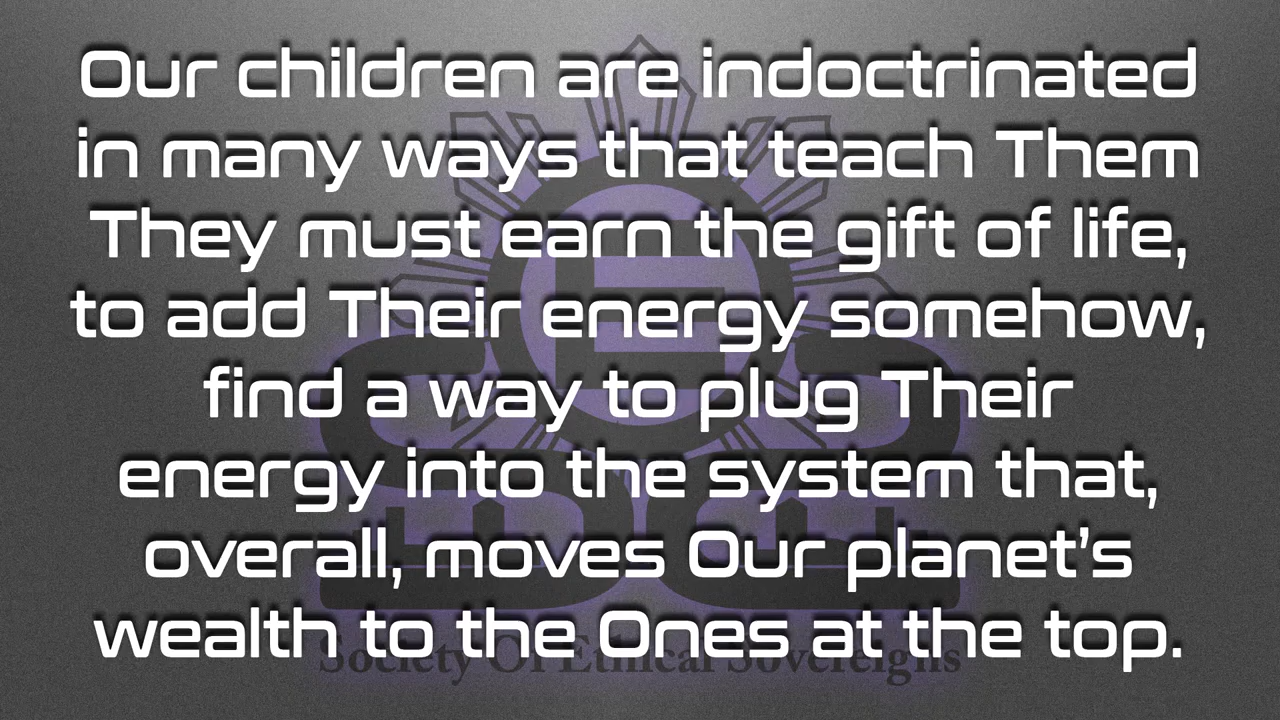 Our children are indoctrinated
in many ways that teach Them
They must earn the gift of life,
to add Their energy somehow,
find a way to plug Their
energy into the system that,
overall, moves Our planet’s
wealth to the Ones at the top.
Society Of Ethical Sovereigns